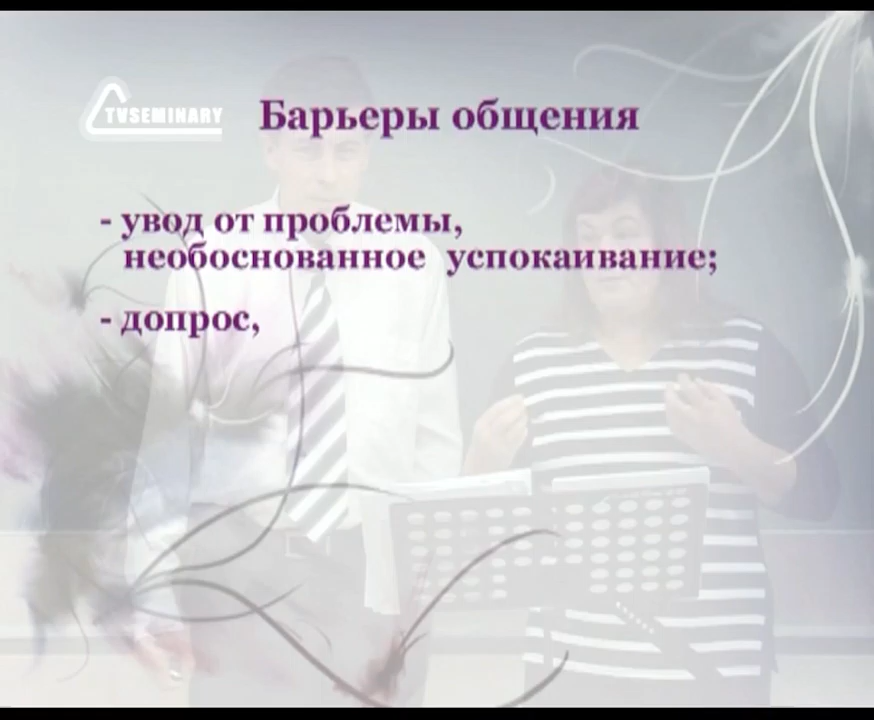 TVSEMINARY
Барьеры общения
- увод от проблемы,
необоснованное успокаивание;
- допрос,